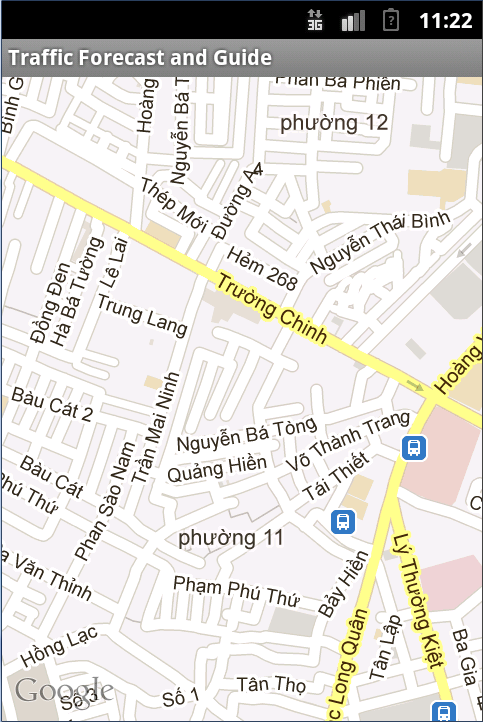 3G
11:22
Traffic Forecast and Guide
Phan Bá Phiến
Bình G
Hoàng
Nguyễn Bá T
phường 12
Đường A4
Thép Mới
Nguyễn Thái Bình
Hẻm 268
Lê Lai
Hà Bá Tường
Đồng Đen
Trường Chinh
Trung Lang
Hoàng V
Trần Mai Ninh
Bàu Cát 2
Nguyễn Bá Tòng
Võ Thành Trang
Quảng Hiền
Tái Thiết
Bàu Cát
Phú Thứ
Phan Sào Nam
C
phường 11
Lý Thường Kiệt
a Văn Thỉnh
Phạm Phú Thứ
Bảy Hiền
Hồng Lạc
c Long Quân
Tân Lập
Ba Gia
Google
Số 3
Số 1
Tân Thọ